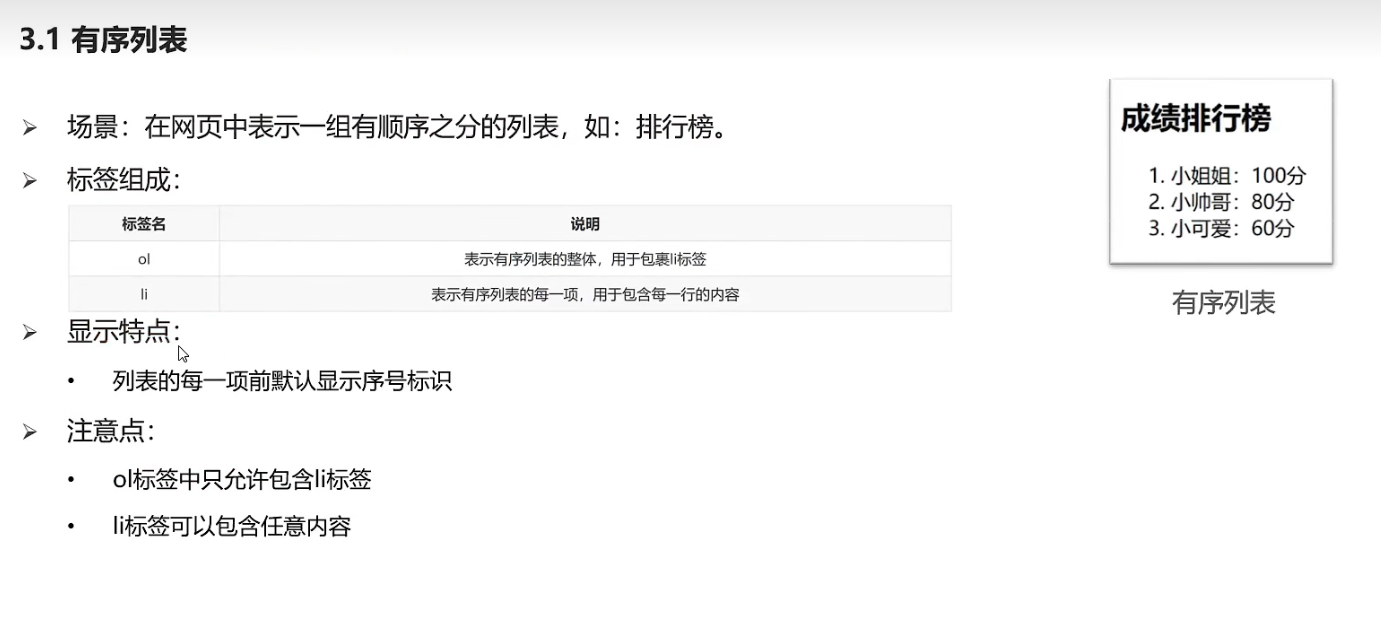 3.1 有序列表
➢ 场景：在网页中表示一组有顺序之分的列表，如：排行榜。
➢ 标签组成：
标签名 说明
ol 表示有序列表的整体，用于包裹li标签
li 表示有序列表的每一项，用于包含每一行的内容
➢ 显示特点：
• 列表的每一项前默认显示序号标识
➢ 注意点：
• ol标签中只允许包含li标签
• li标签可以包含任意内容
成绩排行榜
1. 小姐姐：100分
2. 小帅哥：80分
3. 小可爱：60分
有序列表